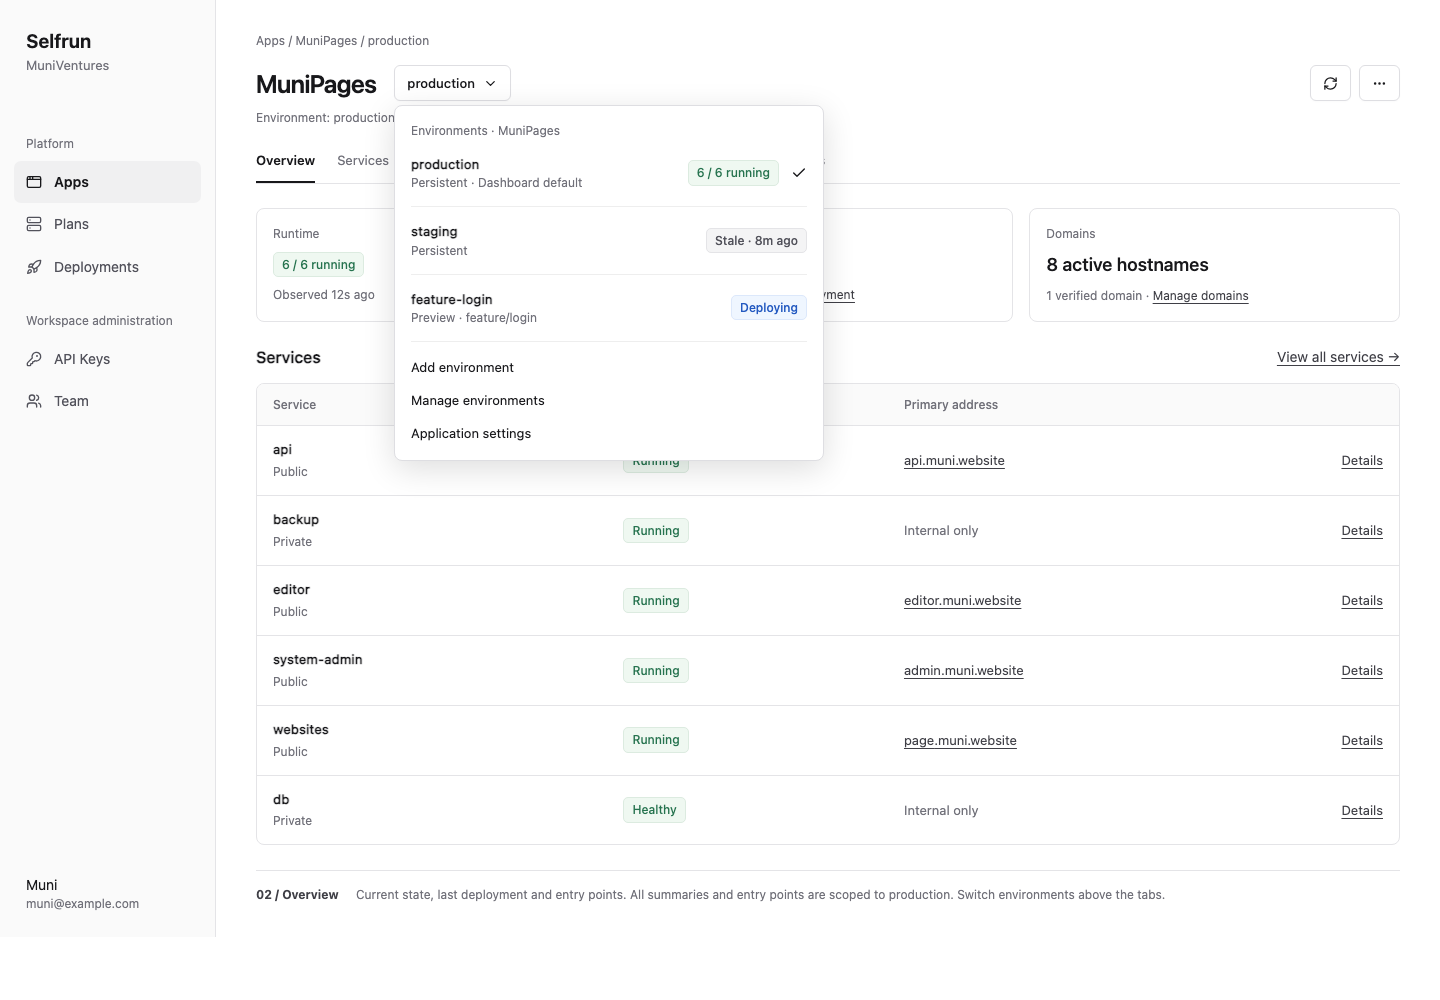 Selfrun
MuniVentures
Platform
Apps
Plans
Deployments
Workspace administration
API Keys
Team
Muni
muni@example.com
Apps / MuniPages / production
MuniPages
production
Environment: production
Overview
Services
Environments · MuniPages
production
Persistent · Dashboard default
6 / 6 running
staging
Persistent
Stale · 8m ago
feature-login
Preview · feature/login
Deploying
Add environment
Manage environments
Application settings
Runtime
6 / 6 running
Observed 12s ago
Domains
8 active hostnames
1 verified domain · Manage domains
Services
View all services →
Service Primary address
api
Public
Running api.muni.website Details
backup
Private
Running Internal only Details
editor
Public
Running editor.muni.website Details
system-admin
Public
Running admin.muni.website Details
websites
Public
Running page.muni.website Details
db
Private
Healthy Internal only Details
02 / Overview Current state, last deployment and entry points. All summaries and entry points are scoped to production. Switch environments above the tabs.